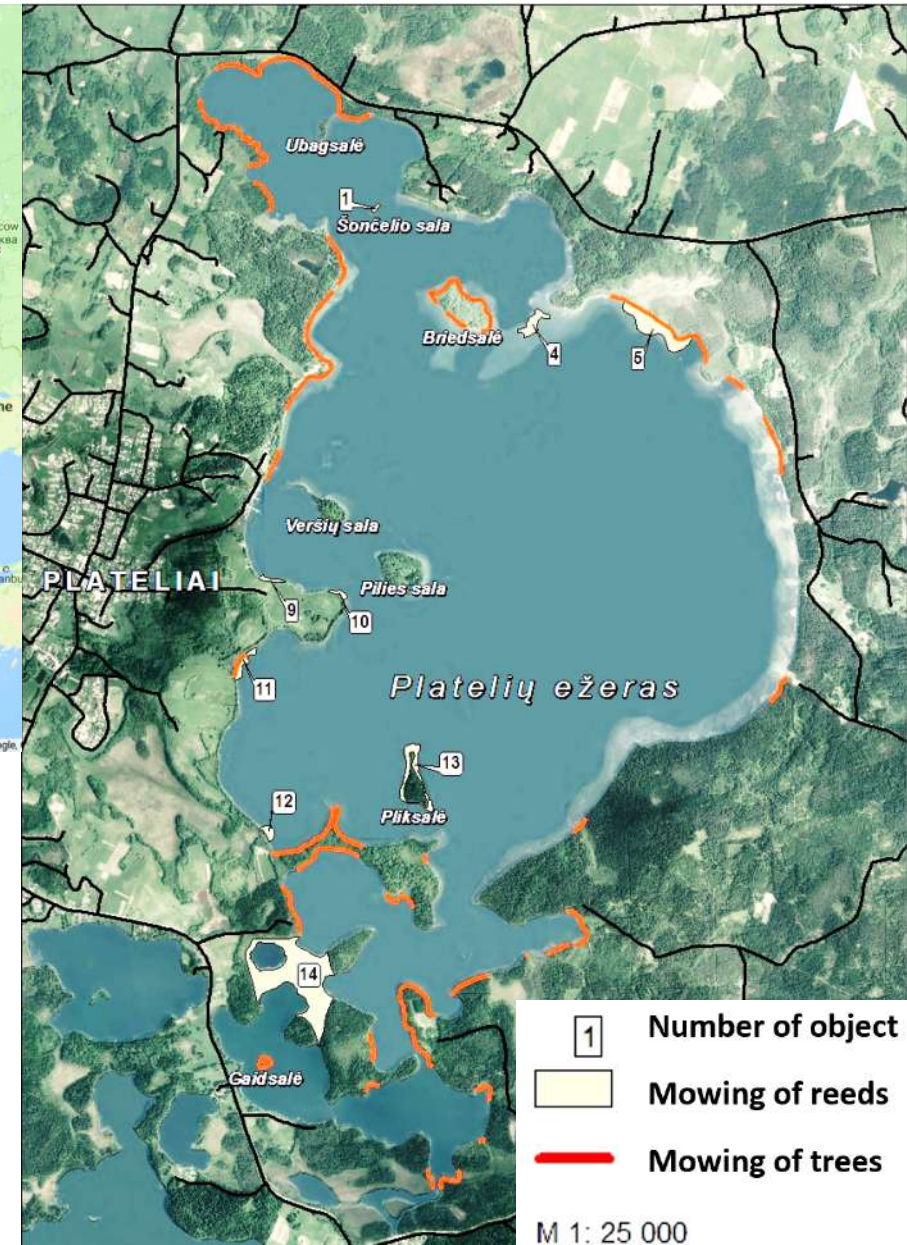 N
Ubagsalė
1
Šončelio sala
Briedsalė
4
5
Veršių sala
PLATELIAI
Pilies sala
9
10
11
Platelių ežeras
13
12
Pliksalė
14
Gaidsalė
1 Number of object
Mowing of reeds
Mowing of trees
M 1: 25 000